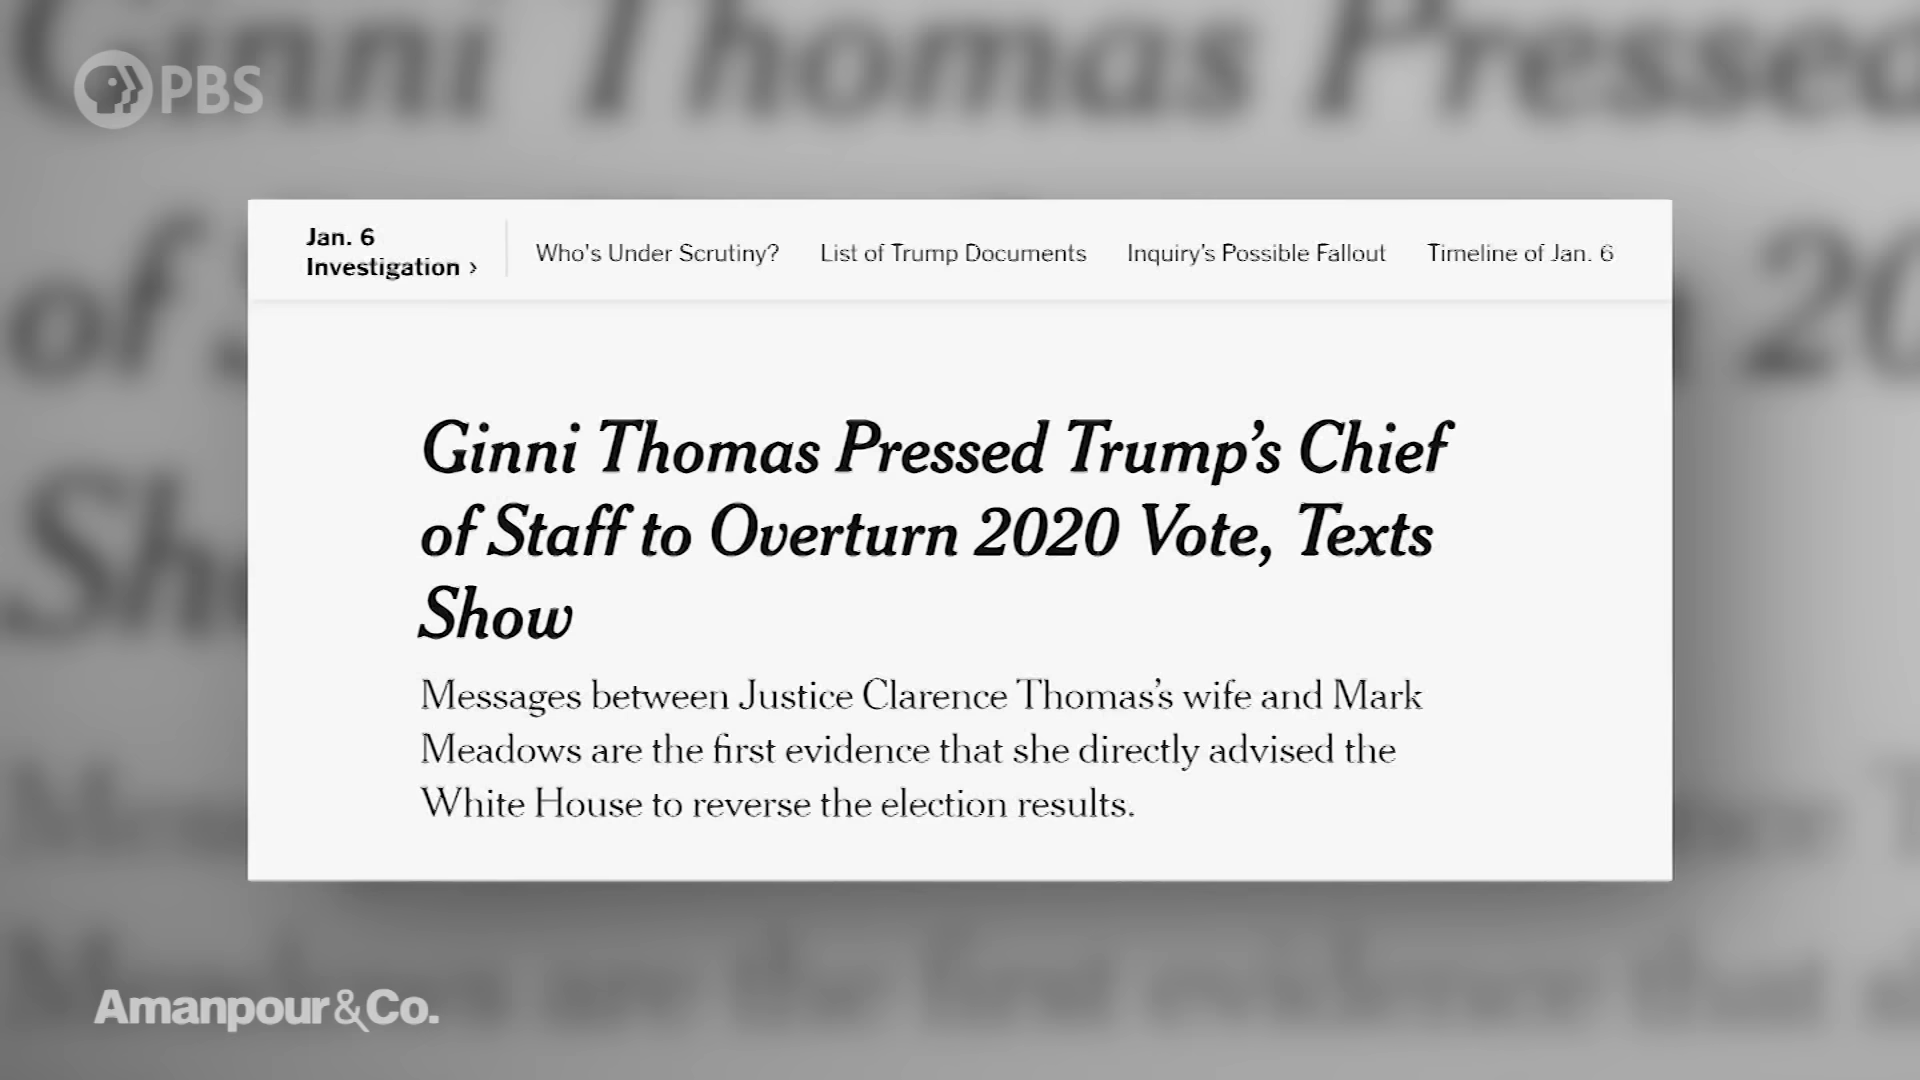 PBS
Jan. 6
Investigation ›
Who's Under Scrutiny?
List of Trump Documents
Inquiry's Possible Fallout
Timeline of Jan. 6
Ginni Thomas Pressed Trump's Chief
of Staff to Overturn 2020 Vote, Texts
Show
Messages between Justice Clarence Thomas's wife and Mark
Meadows are the first evidence that she directly advised the
White House to reverse the election results.
Amanpour&Co.